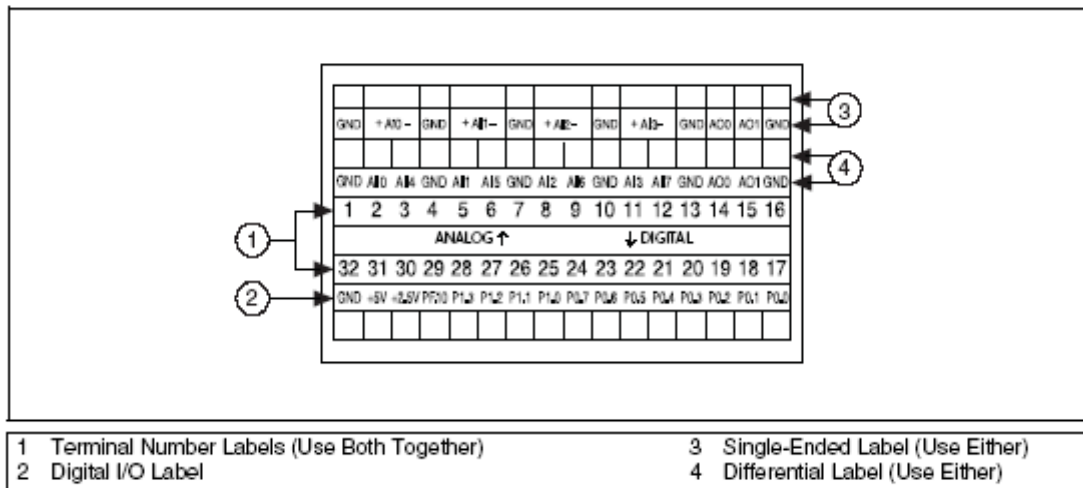 GND + AI0 - GND + AI1- GND + AI2- GND + AI3- GND AO0 AO1 GND
3
GND AI0 AI4 GND AI1 AI5 GND AI2 AI6 GND AI3 AI7 GND AO0 AO1 GND
4
1 2 3 4 5 6 7 8 9 10 11 12 13 14 15 16
1
ANALOG ↑ ↓ DIGITAL
32 31 30 29 28 27 26 25 24 23 22 21 20 19 18 17
2
GND +5V +2.5V PFI0 P1.3 P1.2 P1.1 P1.0 P0.7 P0.6 P0.5 P0.4 P0.3 P0.2 P0.1 P0.0
1 Terminal Number Labels (Use Both Together)
2 Digital I/O Label
3 Single-Ended Label (Use Either)
4 Differential Label (Use Either)